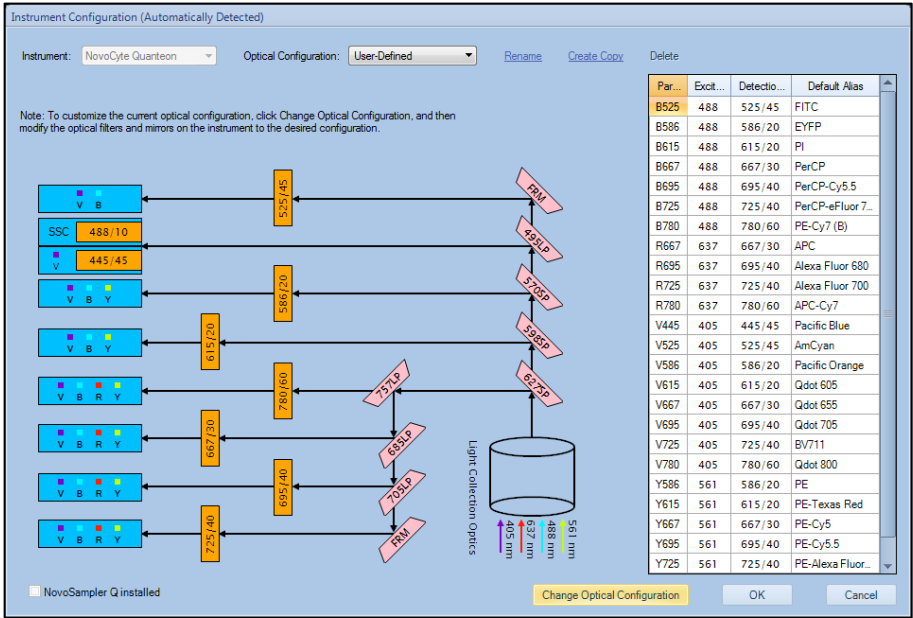 Instrument Configuration (Automatically Detected)
Instrument: NovoCyte Quanteon Optical Configuration: User-Defined Rename Create Copy Delete
Note: To customize the current optical configuration, click Change Optical Configuration, and then
modify the optical filters and mirrors on the instrument to the desired configuration.
Par... Excit... Detectio... Default Alias
B525 488 525/45 FITC
B586 488 586/20 EYFP
B615 488 615/20 PI
B667 488 667/30 PerCP
B695 488 695/40 PerCP-Cy5.5
B725 488 725/40 PerCP-eFluor 7...
B780 488 780/60 PE-Cy7 (B)
R667 637 667/30 APC
R695 637 695/40 Alexa Fluor 680
R725 637 725/40 Alexa Fluor 700
R780 637 780/60 APC-Cy7
V445 405 445/45 Pacific Blue
V525 405 525/45 AmCyan
V586 405 586/20 Pacific Orange
V615 405 615/20 Qdot 605
V667 405 667/30 Qdot 655
V695 405 695/40 Qdot 705
V725 405 725/40 BV711
V780 405 780/60 Qdot 800
Y586 561 586/20 PE
Y615 561 615/20 PE-Texas Red
Y667 561 667/30 PE-Cy5
Y695 561 695/40 PE-Cy5.5
Y725 561 725/40 PE-Alexa Fluor...
V B
525/45
FRM
SSC 488/10
495LP
V 445/45
V B Y
586/20
570SP
V B Y
615/20
598SP
V B R Y
780/60
757LP
627SP
V B R Y
667/30
685LP
V B R Y
695/40
705LP
V B R Y
725/40
FRM
Light Collection Optics
405 nm
637 nm
488 nm
561 nm
NovoSampler Q installed
Change Optical Configuration OK Cancel